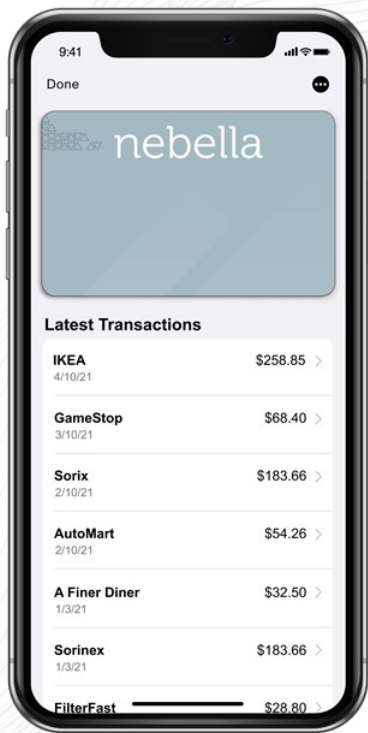 9:41
Done
nebella
Latest Transactions
IKEA $258.85
4/10/21
GameStop $68.40
3/10/21
Sorix $183.66
2/10/21
AutoMart $54.26
2/10/21
A Finer Diner $32.50
1/3/21
Sorinex $183.66
1/3/21
FilterFast $28.80